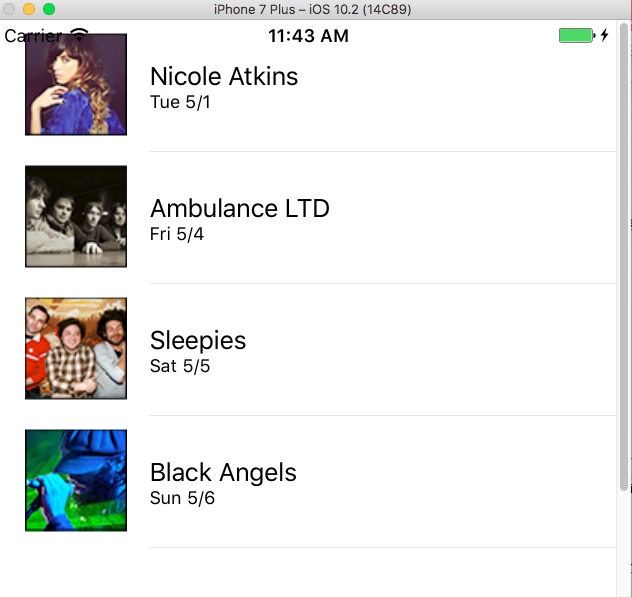 iPhone 7 Plus – iOS 10.2 (14C89)
Carrier 11:43 AM
Nicole Atkins
Tue 5/1
Ambulance LTD
Fri 5/4
Sleepies
Sat 5/5
Black Angels
Sun 5/6